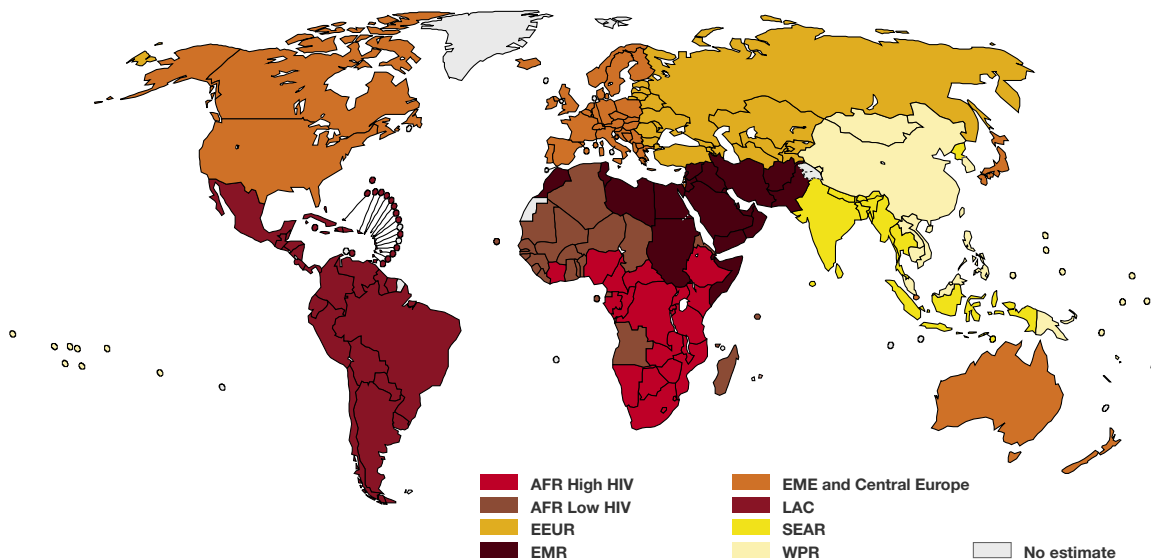 AFR High HIV
AFR Low HIV
EEUR
EMR
EME and Central Europe
LAC
SEAR
WPR
No estimate